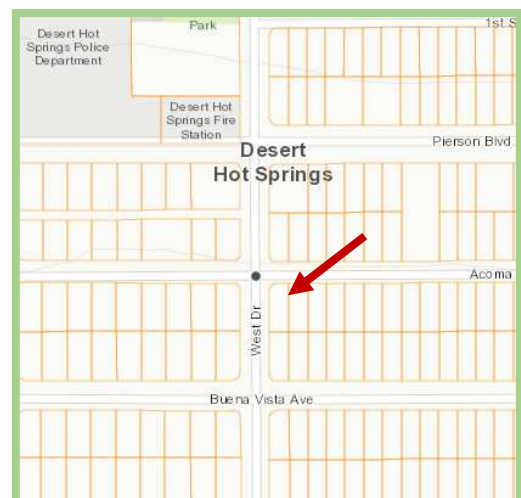 Park
1st S
Desert Hot
Springs Police
Department
Desert Hot
Springs Fire
Station
Pierson Blvd
Desert
Hot Springs
Acoma
West Dr
Buena Vista Ave